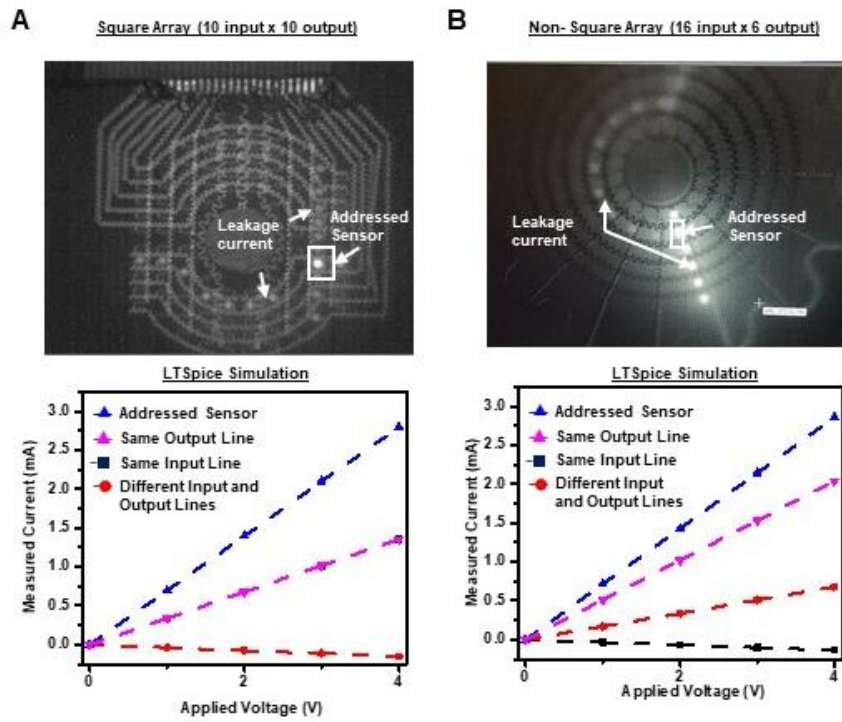 A
Square Array (10 input x 10 output)
Leakage
current
Addressed
Sensor
LTSpice Simulation
Measured Current (mA)
3.0
2.5
2.0
1.5
1.0
0.5
0.0
Addressed Sensor
Same Output Line
Same Input Line
Different Input and
Output Lines
0
2
4
Applied Voltage (V)
B
Non- Square Array (16 input x 6 output)
Leakage
current
Addressed
Sensor
LTSpice Simulation
Measured Current (mA)
3.0
2.5
2.0
1.5
1.0
0.5
0.0
Addressed Sensor
Same Output Line
Same Input Line
Different Input
and Output Lines
0
2
4
Applied Voltage (V)